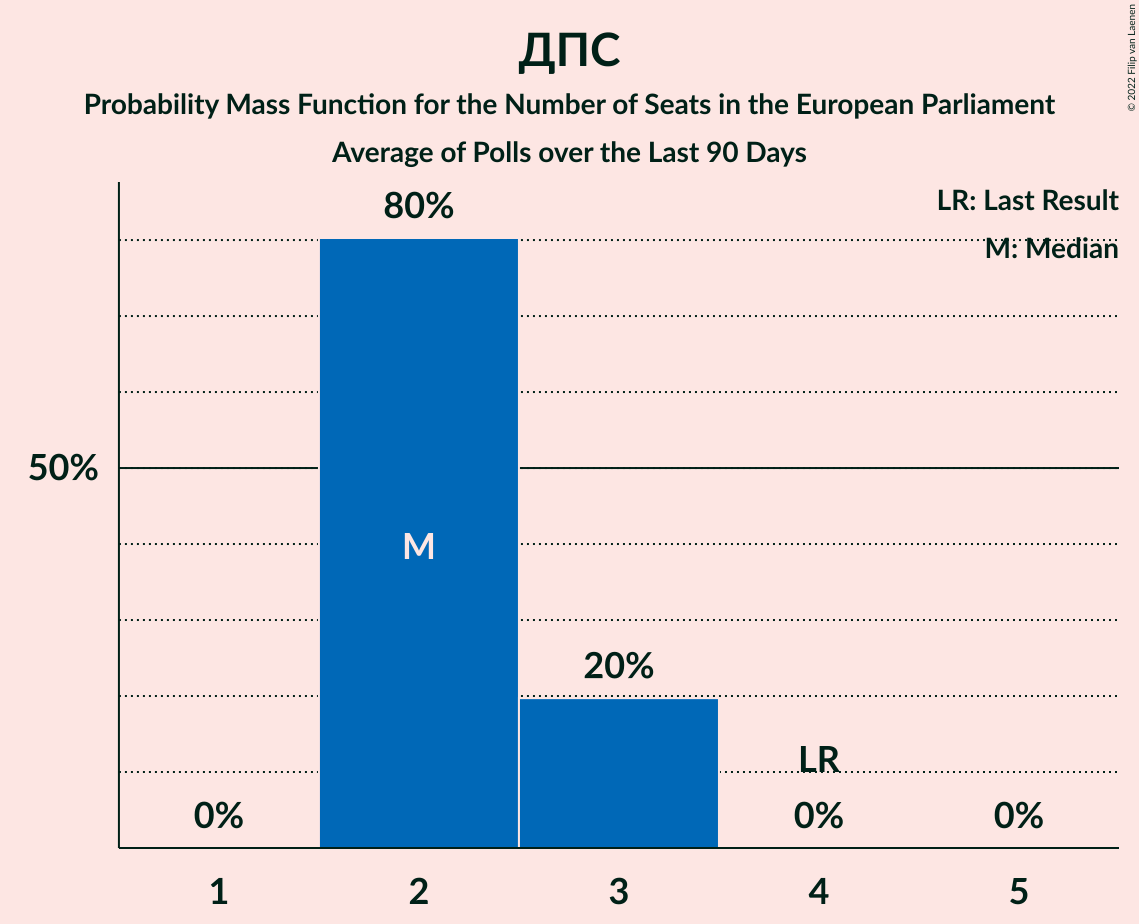 ДПС
Probability Mass Function for the Number of Seats in the European Parliament
Average of Polls over the Last 90 Days
© 2022 Filip van Laenen
LR: Last Result
M: Median
80%
50%
M
20%
LR
0%
0%
0%
1
2
3
4
5